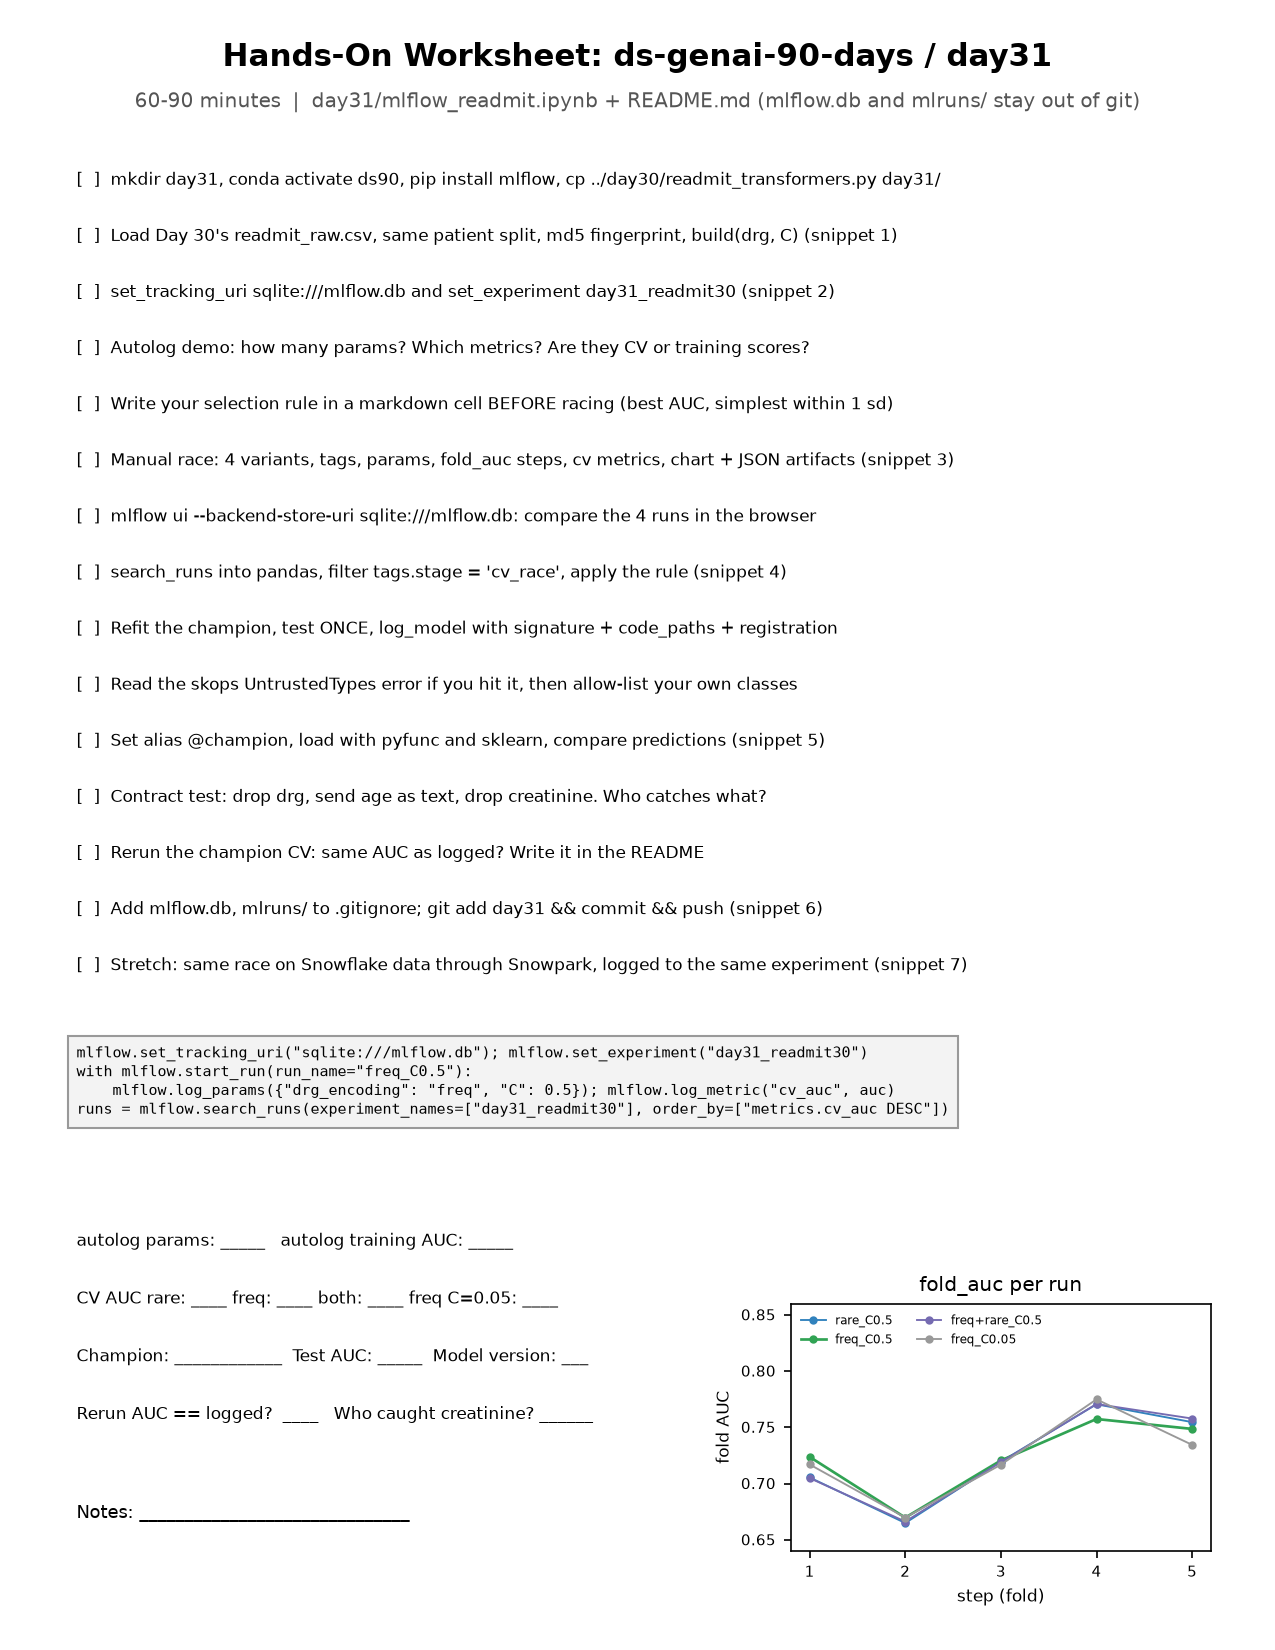 Hands-On Worksheet: ds-genai-90-days / day31
60-90 minutes | day31/mlflow_readmit.ipynb + README.md (mlflow.db and mlruns/ stay out of git)
[ ] mkdir day31, conda activate ds90, pip install mlflow, cp ../day30/readmit_transformers.py day31/
[ ] Load Day 30's readmit_raw.csv, same patient split, md5 fingerprint, build(drg, C) (snippet 1)
[ ] set_tracking_uri sqlite:///mlflow.db and set_experiment day31_readmit30 (snippet 2)
[ ] Autolog demo: how many params? Which metrics? Are they CV or training scores?
[ ] Write your selection rule in a markdown cell BEFORE racing (best AUC, simplest within 1 sd)
[ ] Manual race: 4 variants, tags, params, fold_auc steps, cv metrics, chart + JSON artifacts (snippet 3)
[ ] mlflow ui --backend-store-uri sqlite:///mlflow.db: compare the 4 runs in the browser
[ ] search_runs into pandas, filter tags.stage = 'cv_race', apply the rule (snippet 4)
[ ] Refit the champion, test ONCE, log_model with signature + code_paths + registration
[ ] Read the skops UntrustedTypes error if you hit it, then allow-list your own classes
[ ] Set alias @champion, load with pyfunc and sklearn, compare predictions (snippet 5)
[ ] Contract test: drop drg, send age as text, drop creatinine. Who catches what?
[ ] Rerun the champion CV: same AUC as logged? Write it in the README
[ ] Add mlflow.db, mlruns/ to .gitignore; git add day31 && commit && push (snippet 6)
[ ] Stretch: same race on Snowflake data through Snowpark, logged to the same experiment (snippet 7)
mlflow.set_tracking_uri("sqlite:///mlflow.db"); mlflow.set_experiment("day31_readmit30")
with mlflow.start_run(run_name="freq_C0.5"):
    mlflow.log_params({"drg_encoding": "freq", "C": 0.5}); mlflow.log_metric("cv_auc", auc)
runs = mlflow.search_runs(experiment_names=["day31_readmit30"], order_by=["metrics.cv_auc DESC"])
autolog params: _____ autolog training AUC: _____
CV AUC rare: ____ freq: ____ both: ____ freq C=0.05: ____
Champion: ____________ Test AUC: _____ Model version: ___
Rerun AUC == logged? ____ Who caught creatinine? ______
Notes: ______________________________
fold_auc per run
rare_C0.5
freq_C0.5
freq+rare_C0.5
freq_C0.05
fold AUC
0.85
0.80
0.75
0.70
0.65
1 2 3 4 5
step (fold)